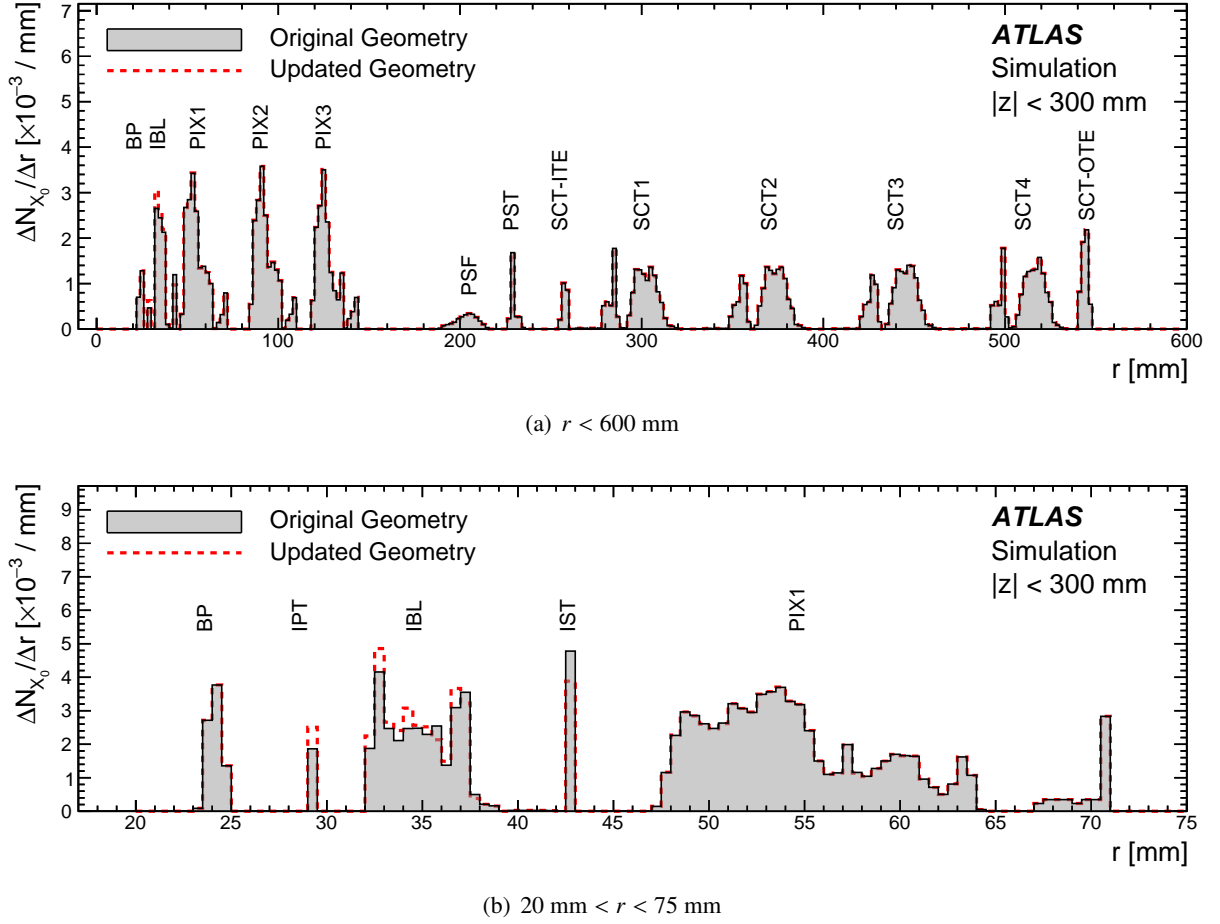 ΔN_X₀/Δr [×10⁻³ / mm]
7
6
5
4
3
2
1
0
Original Geometry
Updated Geometry
ATLAS
Simulation
|z| < 300 mm
BP
IBL
PIX1
PIX2
PIX3
PSF
PST
SCT-ITE
SCT1
SCT2
SCT3
SCT4
SCT-OTE
0 100 200 300 400 500 600
r [mm]
(a) r < 600 mm
ΔN_X₀/Δr [×10⁻³ / mm]
9
8
7
6
5
4
3
2
1
0
Original Geometry
Updated Geometry
ATLAS
Simulation
|z| < 300 mm
BP
IPT
IBL
IST
PIX1
20 25 30 35 40 45 50 55 60 65 70 75
r [mm]
(b) 20 mm < r < 75 mm